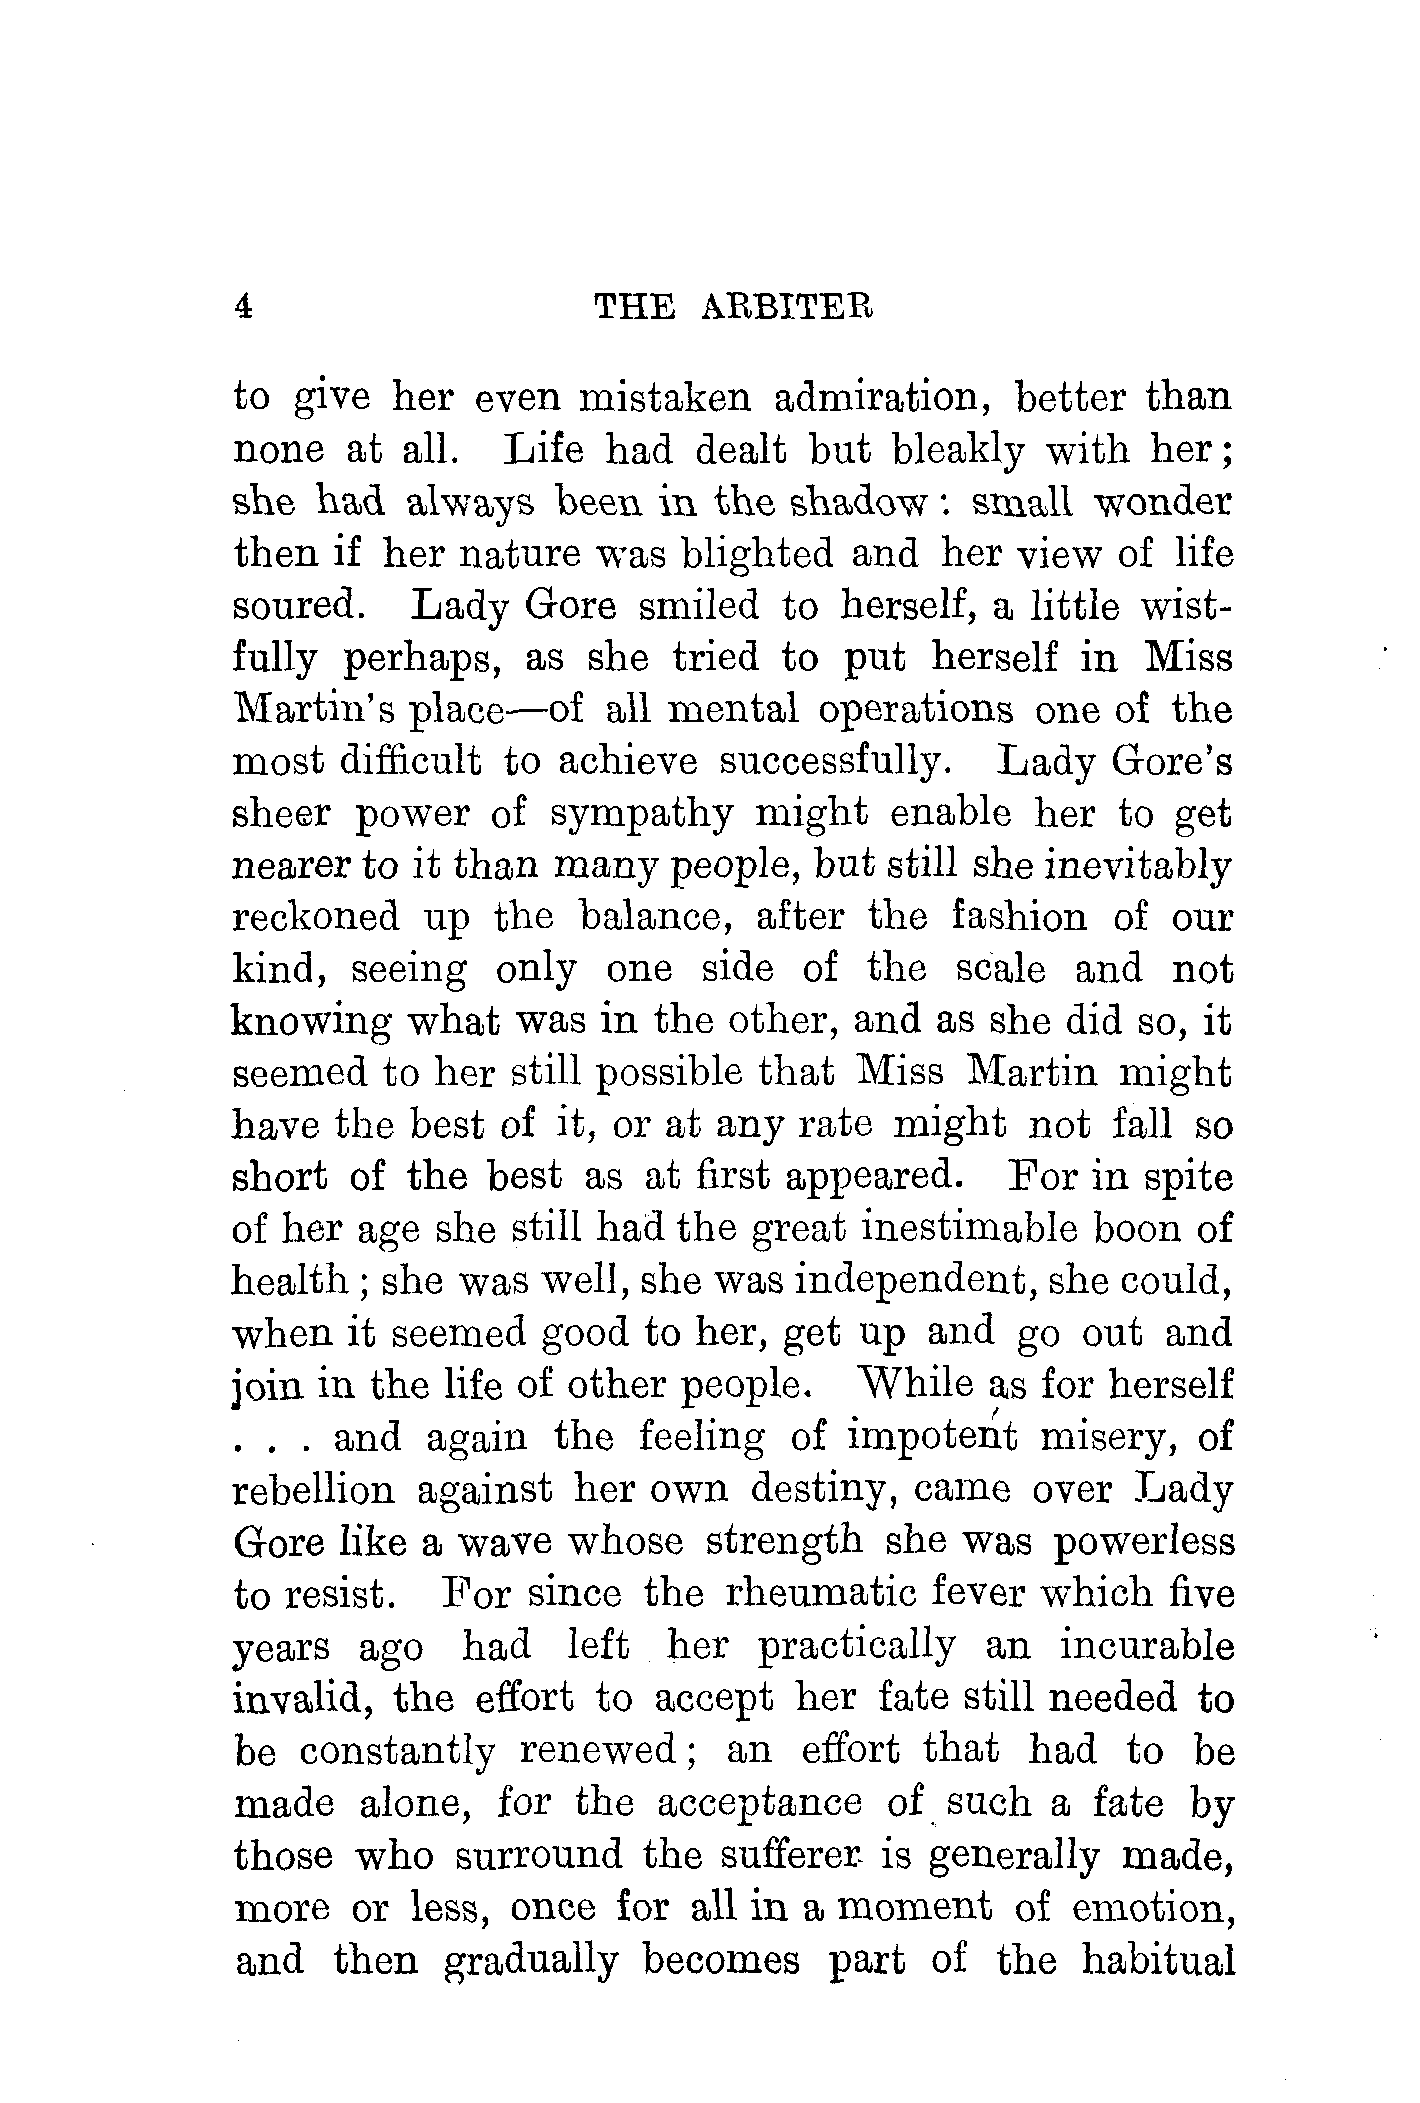 4 THE ARBITER
to give her even mistaken admiration, better than
none at all. Life had dealt but bleakly with her;
she had always been in the shadow: small wonder
then if her nature was blighted and her view of life
soured. Lady Gore smiled to herself, a little wist-
fully perhaps, as she tried to put herself in Miss
Martin's place—of all mental operations one of the
most difficult to achieve successfully. Lady Gore's
sheer power of sympathy might enable her to get
nearer to it than many people, but still she inevitably
reckoned up the balance, after the fashion of our
kind, seeing only one side of the scale and not
knowing what was in the other, and as she did so, it
seemed to her still possible that Miss Martin might
have the best of it, or at any rate might not fall so
short of the best as at first appeared. For in spite
of her age she still had the great inestimable boon of
health; she was well, she was independent, she could,
when it seemed good to her, get up and go out and
join in the life of other people. While as for herself
. . . and again the feeling of impotent misery, of
rebellion against her own destiny, came over Lady
Gore like a wave whose strength she was powerless
to resist. For since the rheumatic fever which five
years ago had left her practically an incurable
invalid, the effort to accept her fate still needed to
be constantly renewed; an effort that had to be
made alone, for the acceptance of such a fate by
those who surround the sufferer is generally made,
more or less, once for all in a moment of emotion,
and then gradually becomes part of the habitual